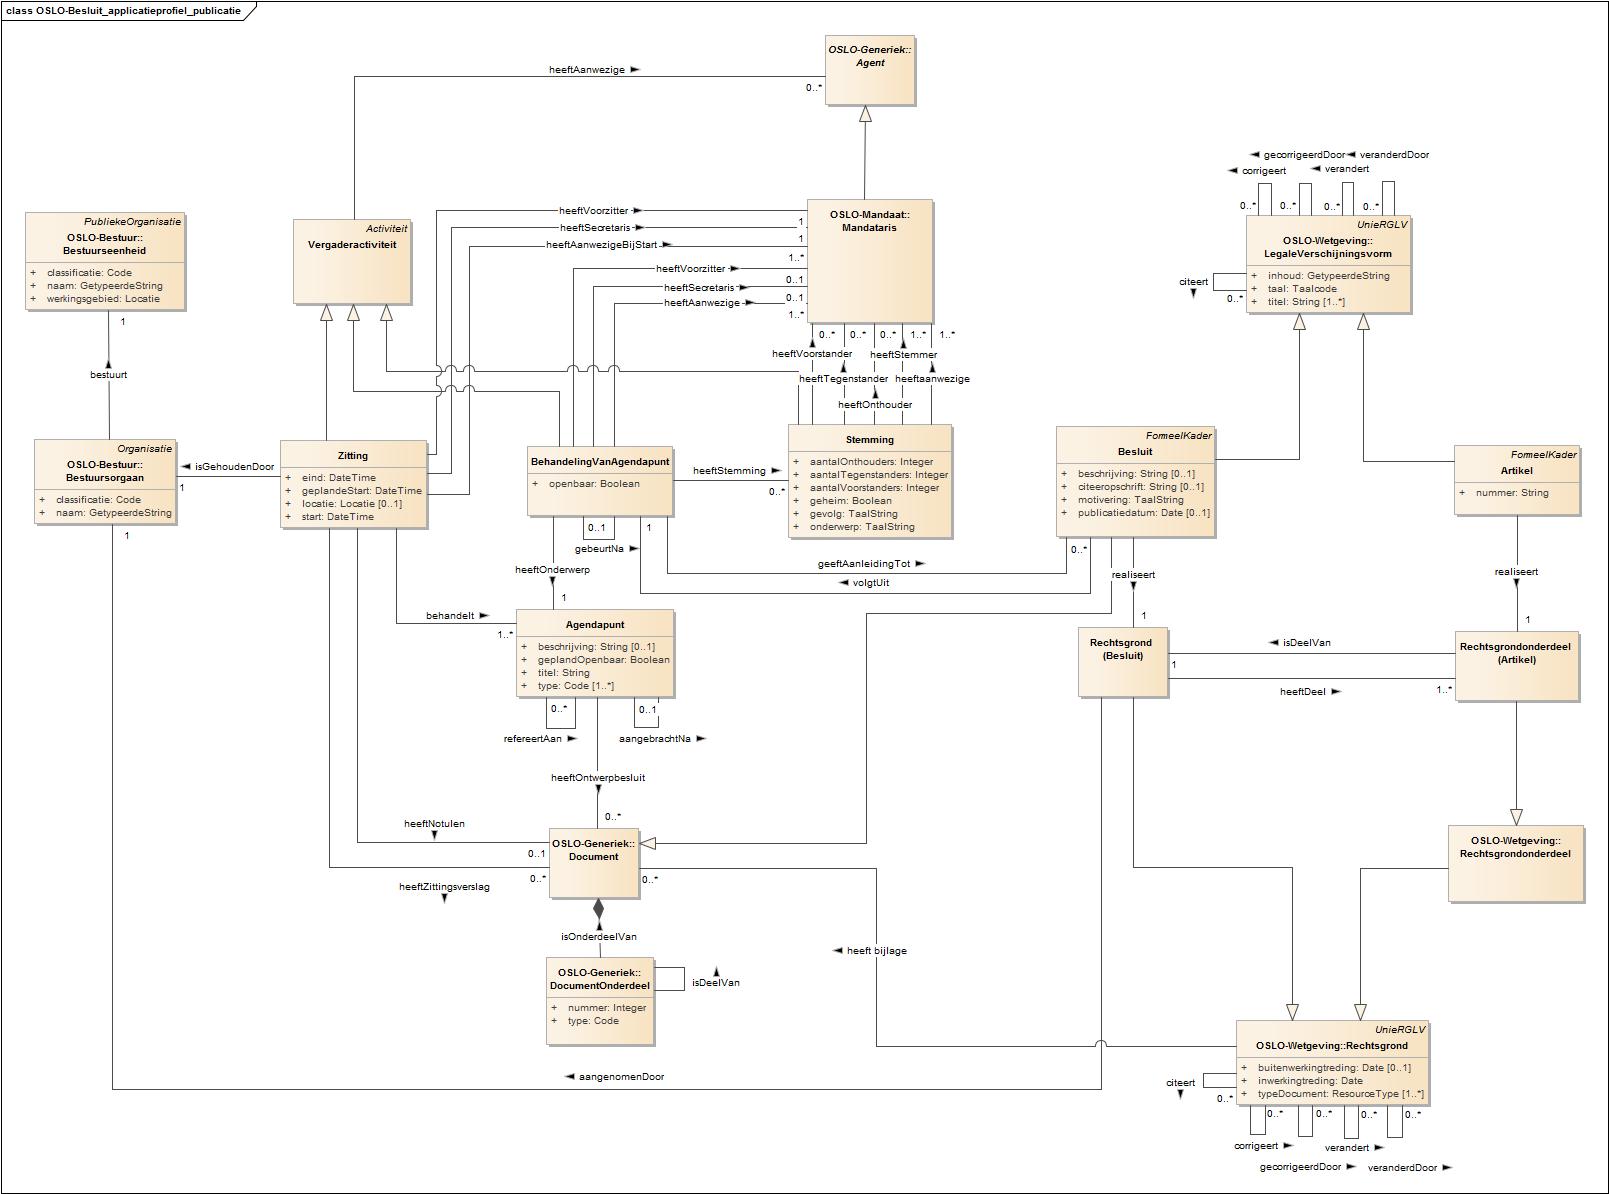 class OSLO-Besluit_applicatieprofiel_publicatie
OSLO-Generiek::
Agent
heeftAanwezige
0..*
PubliekeOrganisatie
OSLO-Bestuur::
Bestuurseenheid
+ classificatie: Code
+ naam: GetypeerdeString
+ werkingsgebied: Locatie
1
bestuurt
Organisatie
OSLO-Bestuur::
Bestuursorgaan
+ classificatie: Code
+ naam: GetypeerdeString
1
1
isGehoudenDoor
Activiteit
Vergaderactiviteit
heeftVoorzitter
1
heeftSecretaris
1
heeftAanwezigeBijStart
1..*
heeftVoorzitter
0..1
heeftSecretaris
0..1
heeftAanwezige
1..*
OSLO-Mandaat::
Mandataris
0..* 0..* 0..* 1..* 1..*
heeftVoorstander
heeftStemmer
heeftTegenstander
heeftaanwezige
heeftOnthouder
Stemming
+ aantalOnthouders: Integer
+ aantalTegenstanders: Integer
+ aantalVoorstanders: Integer
+ geheim: Boolean
+ gevolg: TaalString
+ onderwerp: TaalString
Zitting
+ eind: DateTime
+ geplandeStart: DateTime
+ locatie: Locatie [0..1]
+ start: DateTime
BehandelingVanAgendapunt
+ openbaar: Boolean
heeftStemming
0..*
0..1
gebeurtNa
1
heeftOnderwerp
1
geeftAanleidingTot
0..*
volgtUit
behandelt
1..*
Agendapunt
+ beschrijving: String [0..1]
+ geplandOpenbaar: Boolean
+ titel: String
+ type: Code [1..*]
0..*
refereertAan
0..1
aangebrachtNa
heeftOntwerpbesluit
0..*
heeftNotulen
0..1
heeftZittingsverslag
0..*
OSLO-Generiek::
Document
0..*
isOnderdeelVan
OSLO-Generiek::
DocumentOnderdeel
+ nummer: Integer
+ type: Code
isDeelVan
heeft bijlage
aangenomenDoor
gecorrigeerdDoor veranderdDoor
corrigeert verandert
0..* 0..* 0..* 0..*
UnieRGLV
OSLO-Wetgeving::
LegaleVerschijningsvorm
+ inhoud: GetypeerdeString
+ taal: Taalcode
+ titel: String [1..*]
citeert
0..*
FormeelKader
Besluit
+ beschrijving: String [0..1]
+ citeeropschrift: String [0..1]
+ motivering: TaalString
+ publicatiedatum: Date [0..1]
FormeelKader
Artikel
+ nummer: String
realiseert
1
realiseert
1
Rechtsgrond
(Besluit)
Rechtsgrondonderdeel
(Artikel)
isDeelVan
1
heeftDeel
1..*
OSLO-Wetgeving::
Rechtsgrondonderdeel
UnieRGLV
OSLO-Wetgeving::Rechtsgrond
+ buitenwerkingtreding: Date [0..1]
+ inwerkingtreding: Date
+ typeDocument: ResourceType [1..*]
citeert
0..*
0..* 0..* 0..* 0..*
corrigeert verandert
gecorrigeerdDoor veranderdDoor